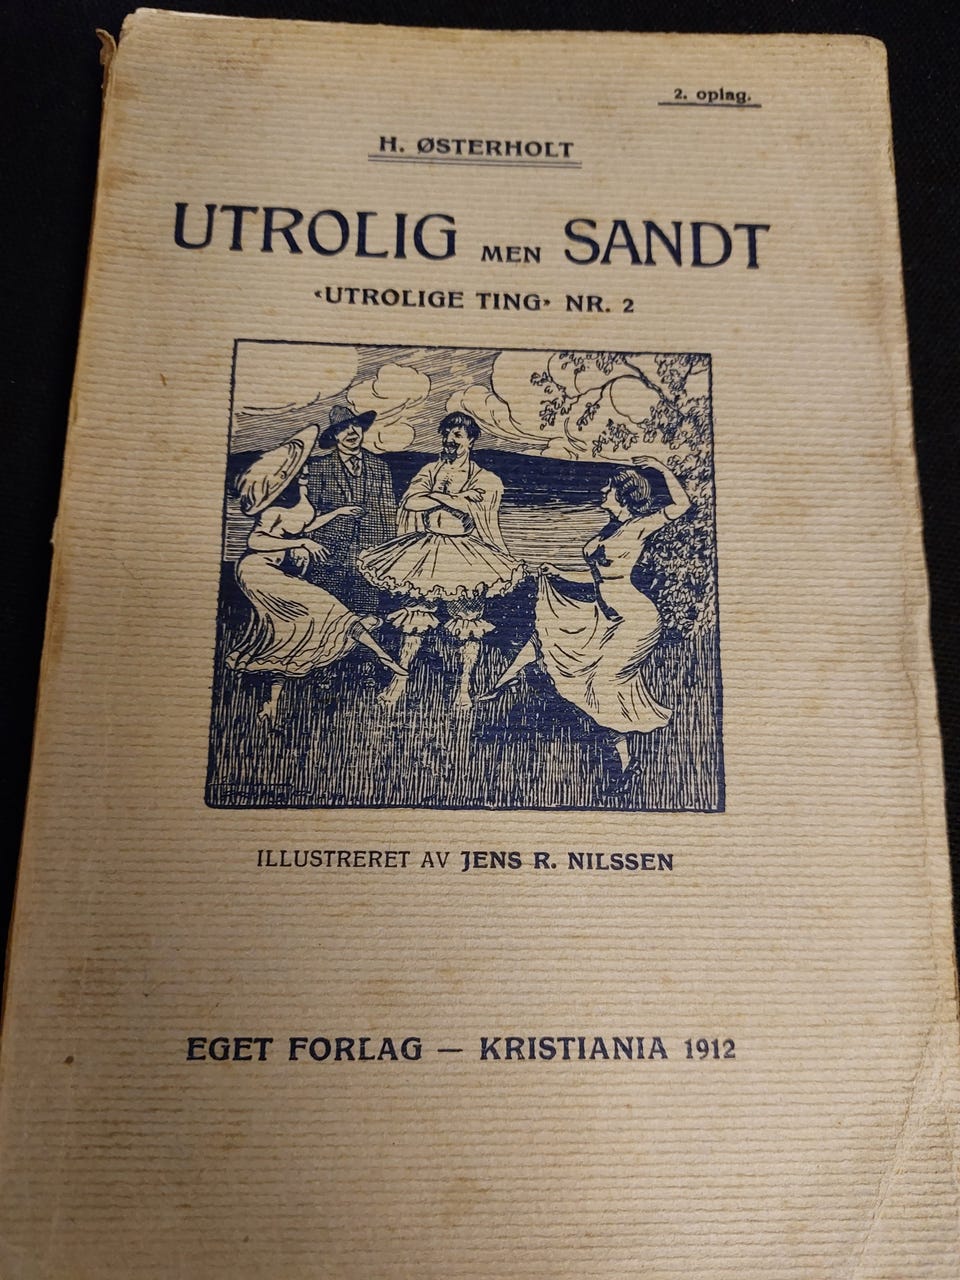 2. oplag.
H. ØSTERHOLT
UTROLIG MEN SANDT
«UTROLIGE TING» NR. 2
ILLUSTRERET AV JENS R. NILSSEN
EGET FORLAG — KRISTIANIA 1912